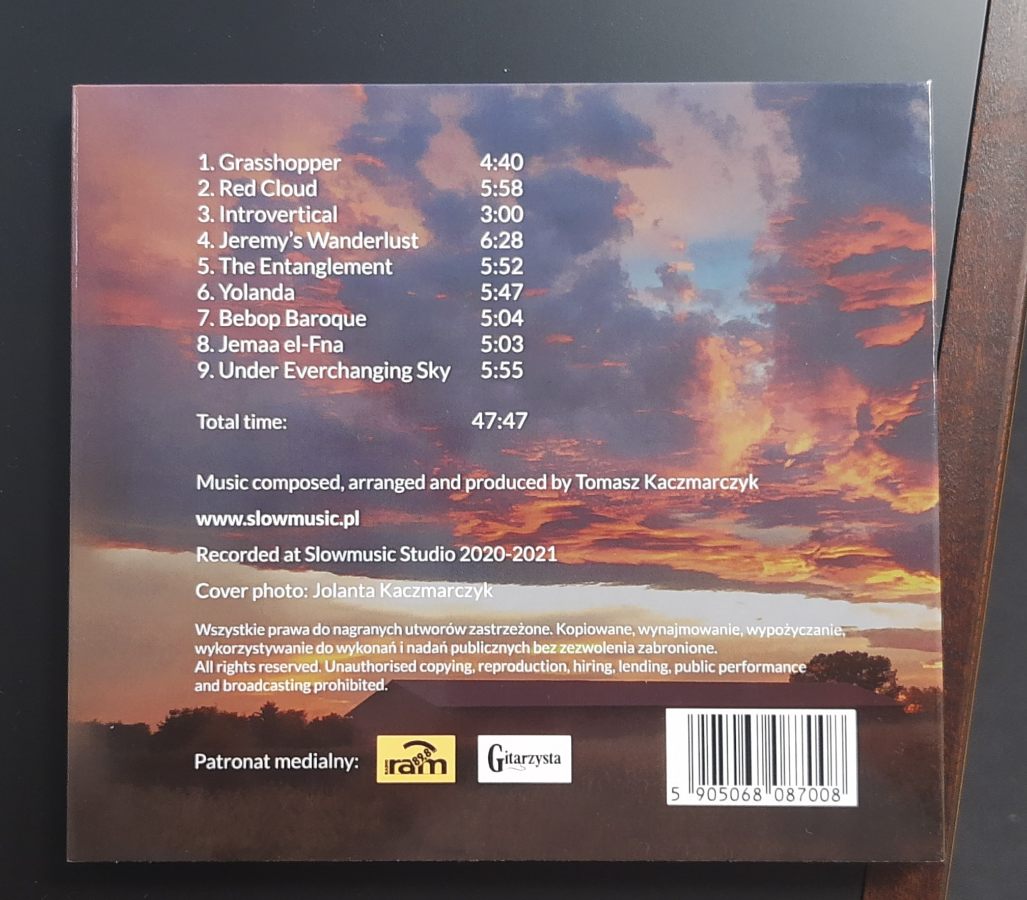 1. Grasshopper 4:40
2. Red Cloud 5:58
3. Introvertical 3:00
4. Jeremy's Wanderlust 6:28
5. The Entanglement 5:52
6. Yolanda 5:47
7. Bebop Baroque 5:04
8. Jemaa el-Fna 5:03
9. Under Everchanging Sky 5:55
Total time: 47:47
Music composed, arranged and produced by Tomasz Kaczmarczyk
www.slowmusic.pl
Recorded at Slowmusic Studio 2020-2021
Cover photo: Jolanta Kaczmarczyk
Wszystkie prawa do nagranych utworów zastrzeżone. Kopiowane, wynajmowanie, wypożyczanie,
wykorzystywanie do wykonań i nadań publicznych bez zezwolenia zabronione.
All rights reserved. Unauthorised copying, reproduction, hiring, lending, public performance
and broadcasting prohibited.
Patronat medialny: RADIO ram 89.8 Gitarzysta
5 905068 087008